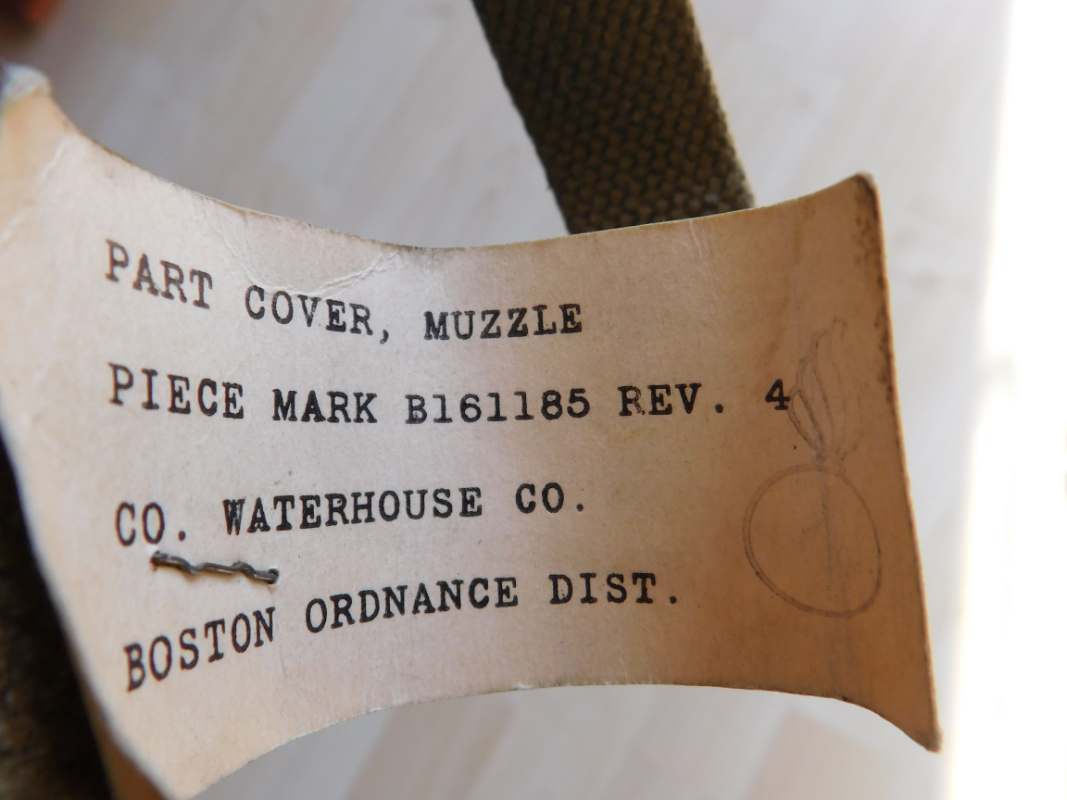 PART COVER, MUZZLE
PIECE MARK B161185 REV. 4
CO. WATERHOUSE CO.
BOSTON ORDNANCE DIST.